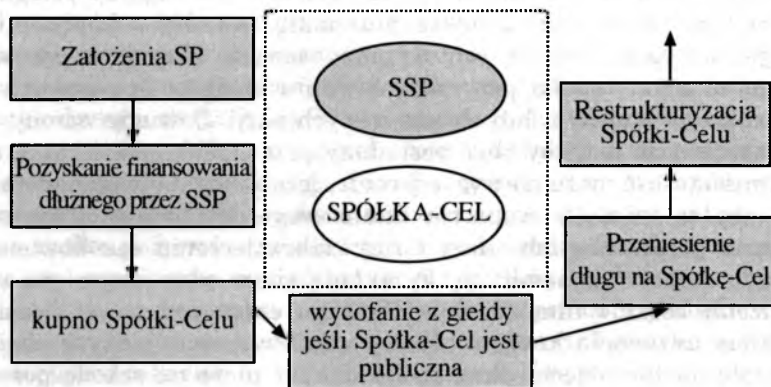 Założenia SP
Pozyskanie finansowania
dłużnego przez SSP
kupno Spółki-Celu
SSP
SPÓŁKA-CEL
wycofanie z giełdy
jeśli Spółka-Cel jest
publiczna
Przeniesienie
długu na Spółkę-Cel
Restrukturyzacja
Spółki-Celu